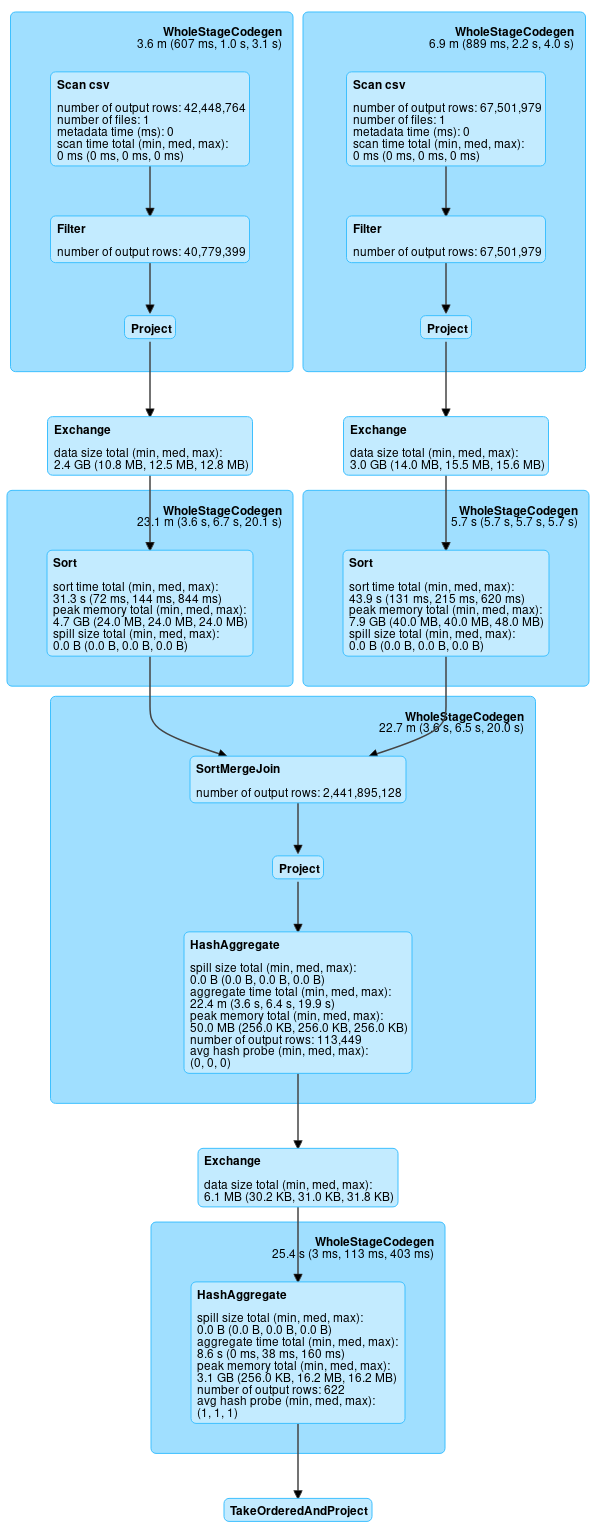 WholeStageCodegen
3.6 m (607 ms, 1.0 s, 3.1 s)
Scan csv
number of output rows: 42,448,764
number of files: 1
metadata time (ms): 0
scan time total (min, med, max):
0 ms (0 ms, 0 ms, 0 ms)
Filter
number of output rows: 40,779,399
Project
WholeStageCodegen
6.9 m (889 ms, 2.2 s, 4.0 s)
Scan csv
number of output rows: 67,501,979
number of files: 1
metadata time (ms): 0
scan time total (min, med, max):
0 ms (0 ms, 0 ms, 0 ms)
Filter
number of output rows: 67,501,979
Project
Exchange
data size total (min, med, max):
2.4 GB (10.8 MB, 12.5 MB, 12.8 MB)
Exchange
data size total (min, med, max):
3.0 GB (14.0 MB, 15.5 MB, 15.6 MB)
WholeStageCodegen
23.1 m (3.6 s, 6.7 s, 20.1 s)
Sort
sort time total (min, med, max):
31.3 s (72 ms, 144 ms, 844 ms)
peak memory total (min, med, max):
4.7 GB (24.0 MB, 24.0 MB, 24.0 MB)
spill size total (min, med, max):
0.0 B (0.0 B, 0.0 B, 0.0 B)
WholeStageCodegen
5.7 s (5.7 s, 5.7 s, 5.7 s)
Sort
sort time total (min, med, max):
43.9 s (131 ms, 215 ms, 620 ms)
peak memory total (min, med, max):
7.9 GB (40.0 MB, 40.0 MB, 48.0 MB)
spill size total (min, med, max):
0.0 B (0.0 B, 0.0 B, 0.0 B)
WholeStageCodegen
22.7 m (3.6 s, 6.5 s, 20.0 s)
SortMergeJoin
number of output rows: 2,441,895,128
Project
HashAggregate
spill size total (min, med, max):
0.0 B (0.0 B, 0.0 B, 0.0 B)
aggregate time total (min, med, max):
22.4 m (3.6 s, 6.4 s, 19.9 s)
peak memory total (min, med, max):
50.0 MB (256.0 KB, 256.0 KB, 256.0 KB)
number of output rows: 113,449
avg hash probe (min, med, max):
(0, 0, 0)
Exchange
data size total (min, med, max):
6.1 MB (30.2 KB, 31.0 KB, 31.8 KB)
WholeStageCodegen
25.4 s (3 ms, 113 ms, 403 ms)
HashAggregate
spill size total (min, med, max):
0.0 B (0.0 B, 0.0 B, 0.0 B)
aggregate time total (min, med, max):
8.6 s (0 ms, 38 ms, 160 ms)
peak memory total (min, med, max):
3.1 GB (256.0 KB, 16.2 MB, 16.2 MB)
number of output rows: 622
avg hash probe (min, med, max):
(1, 1, 1)
TakeOrderedAndProject